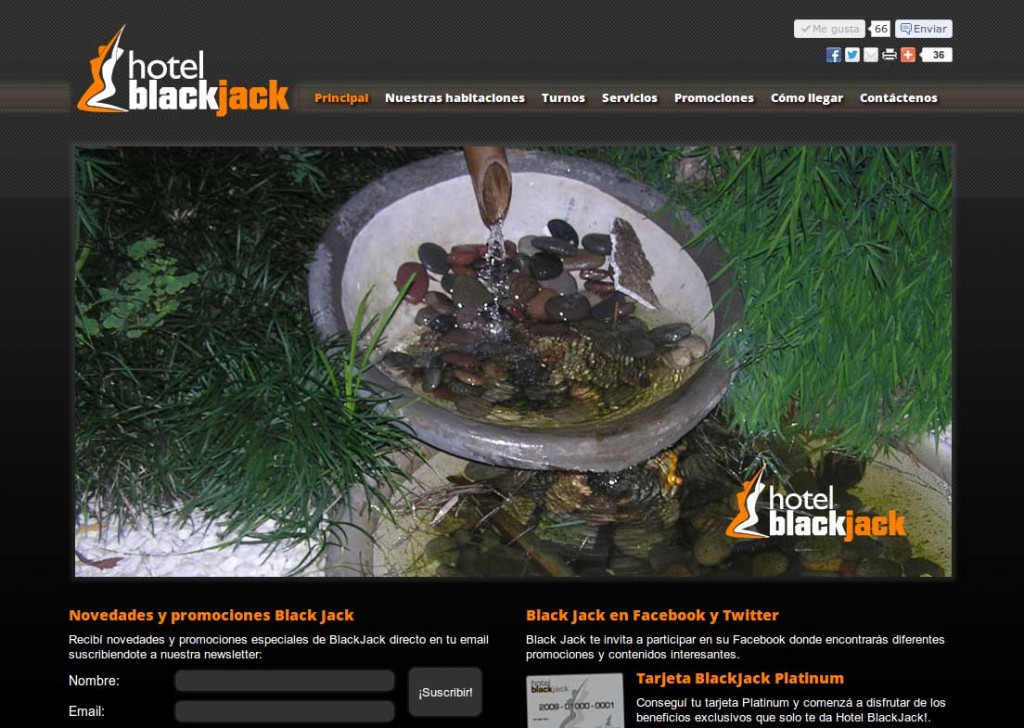 Me gusta 66 Enviar
36
hotel
blackjack
Principal Nuestras habitaciones Turnos Servicios Promociones Cómo llegar Contáctenos
hotel
blackjack
Novedades y promociones Black Jack
Recibí novedades y promociones especiales de BlackJack directo en tu email
suscribiendote a nuestra newsletter:
Nombre:
¡Suscribir!
Email:
Black Jack en Facebook y Twitter
Black Jack te invita a participar en su Facebook donde encontrarás diferentes
promociones y contenidos interesantes.
hotel
blackjack
2009-01000-0001
Tarjeta BlackJack Platinum
Conseguí tu tarjeta Platinum y comenzá a disfrutar de los
beneficios exclusivos que solo te da Hotel BlackJack!.